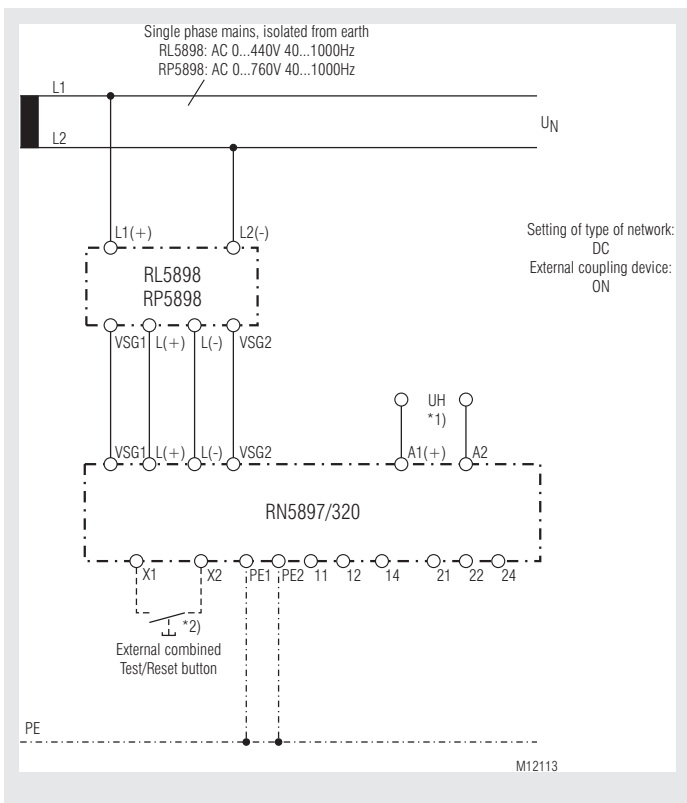 Single phase mains, isolated from earth
RL5898: AC 0...440V 40...1000Hz
RP5898: AC 0...760V 40...1000Hz
L1
UN
L2
Setting of type of network:
DC
External coupling device:
ON
L1(+) L2(-)
RL5898
RP5898
VSG1 L(+) L(-) VSG2
UH
*1)
VSG1 L(+) L(-) VSG2 A1(+) A2
RN5897/320
X1 X2 PE1 PE2 11 12 14 21 22 24
*2)
External combined
Test/Reset button
PE
M12113